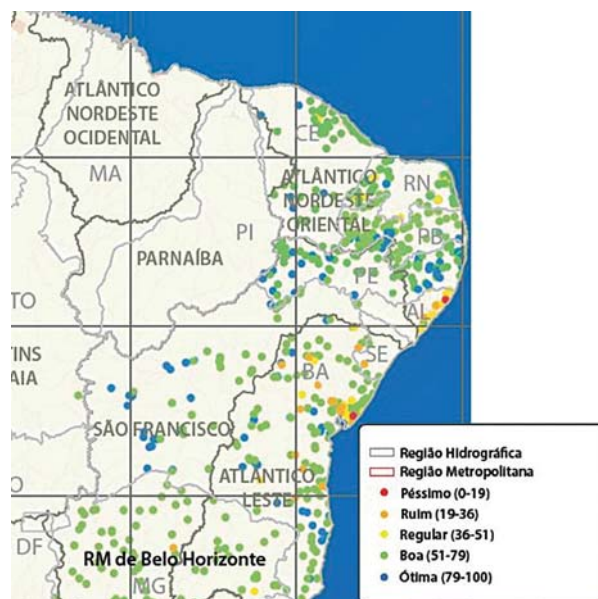 ATLÂNTICO
NORDESTE
OCIDENTAL
CE
MA
ATLÂNTICO
NORDESTE
ORIENTAL
RN
PI
PB
PARNAÍBA
PE
TO
AL
TINS
AIA
SE
BA
SÃO FRANCISCO
ATLÂNTICO
LESTE
O
DF
RM de Belo Horizonte
MG
Região Hidrográfica
Região Metropolitana
Péssimo (0-19)
Ruim (19-36)
Regular (36-51)
Boa (51-79)
Ótima (79-100)